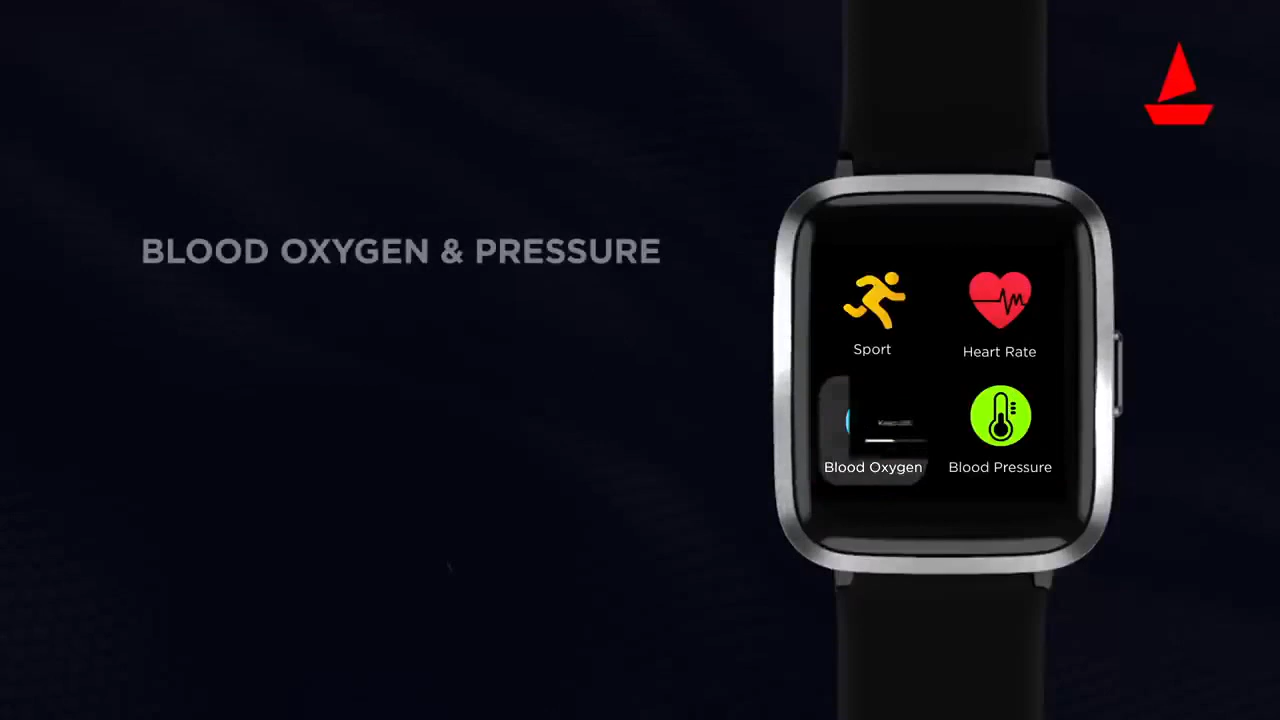 BLOOD OXYGEN & PRESSURE
Sport
Heart Rate
Blood Oxygen
Blood Pressure